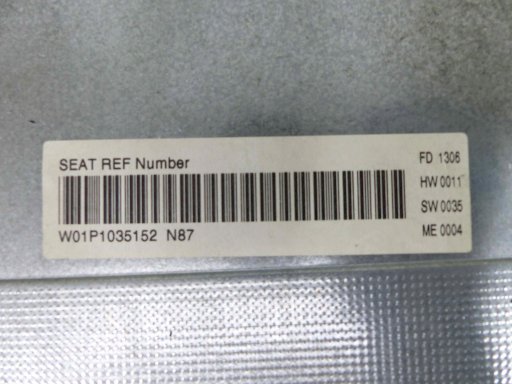 SEAT REF Number
W01P1035152 N87
FD 1306
HW 0011
SW 0035
ME 0004